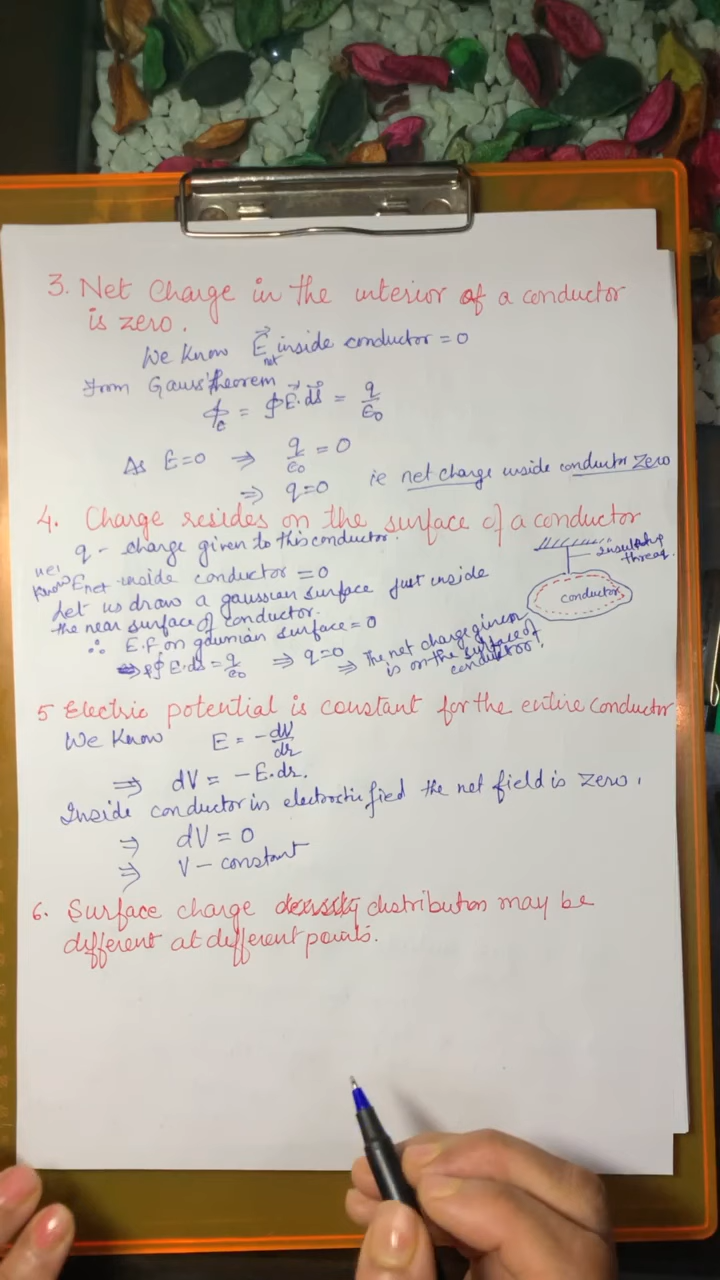 3. Net Charge in the interior of a conductor
is zero.
We Know E⃗net inside conductor = 0
From Gauss' theorem
ϕe = ∮E⃗.ds⃗ = q/ε0
As E=0 ⇒ q/ε0 = 0
⇒ q=0 ie net charge inside conductor zero
4. Charge resides on the surface of a conductor
q - charge given to this conductor.
we know Enet inside conductor = 0
Let us draw a gaussian surface just inside
the near surface of conductor.
∴ E.F on gaussian surface = 0
⇒ ∮E.ds = q/ε0 ⇒ q=0 ⇒ The net charge given
is on the surface of
conductor.
insulating
thread.
conductor
5 Electric potential is constant for the entire conductor
We Know E = -dV/dr
⇒ dV = -E.dr.
Inside conductor in the net field is zero.
⇒ dV = 0
⇒ V - constant
6. Surface charge distribution may be
different at different points.